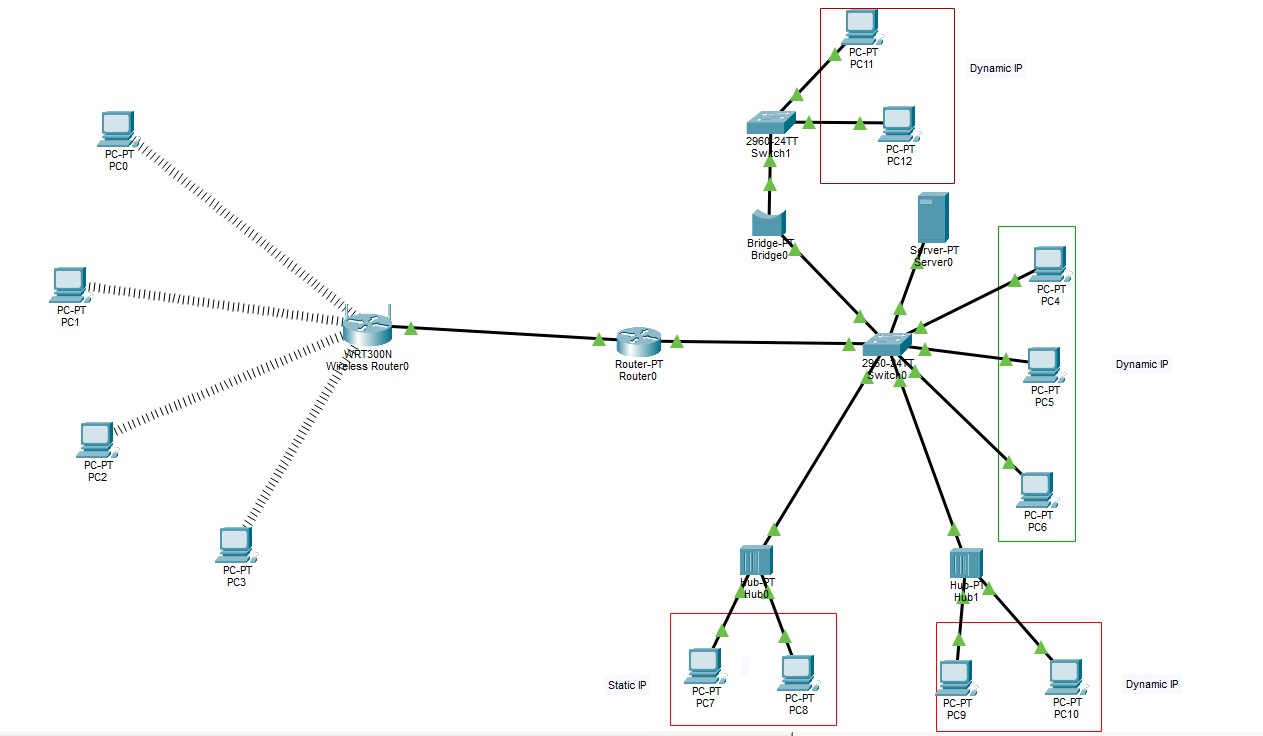 PC-PT
PC11
Dynamic IP
2960-24TT
Switch1
PC-PT
PC12
PC-PT
PC0
Bridge-PT
Bridge0
Server-PT
Server0
PC-PT
PC4
PC-PT
PC1
WRT300N
Wireless Router0
Router-PT
Router0
2960-24TT
Switch0
PC-PT
PC5
Dynamic IP
PC-PT
PC2
PC-PT
PC6
PC-PT
PC3
Hub-PT
Hub0
Hub-PT
Hub1
Static IP
PC-PT
PC7
PC-PT
PC8
PC-PT
PC9
PC-PT
PC10
Dynamic IP